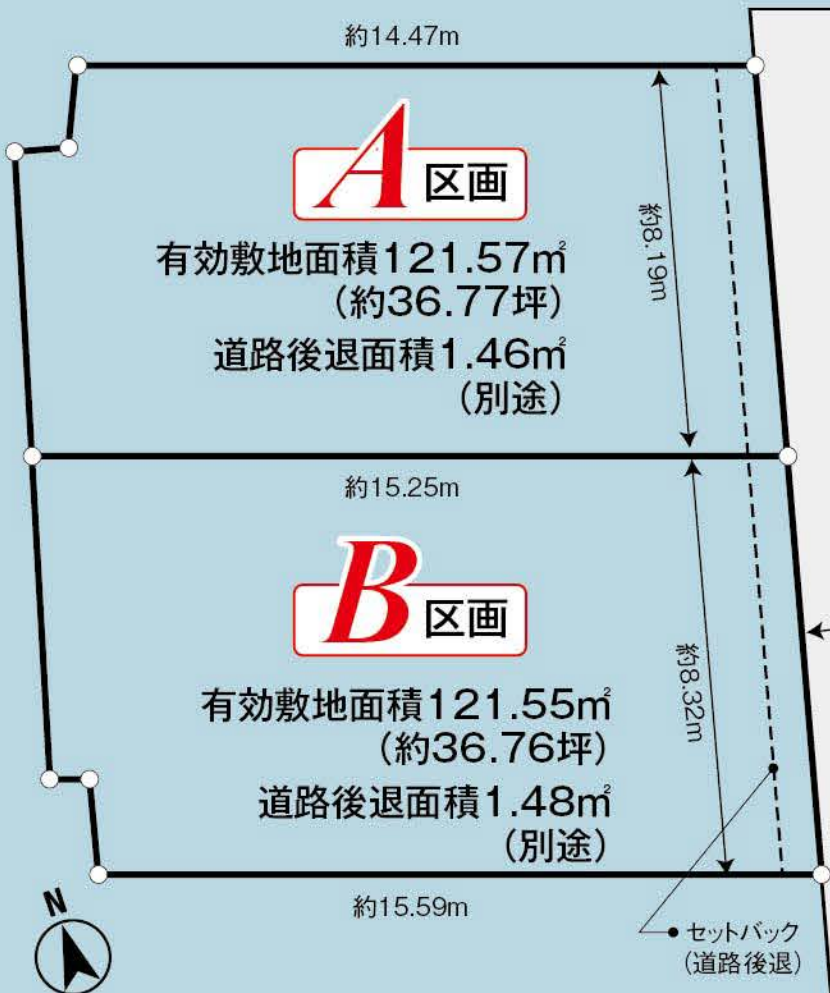 約14.47m
A 区画
有効敷地面積121.57㎡
(約36.77坪)
道路後退面積1.46㎡
(別途)
約8.19m
約15.25m
B 区画
有効敷地面積121.55㎡
(約36.76坪)
道路後退面積1.48㎡
(別途)
約8.32m
約15.59m
N
セットバック
(道路後退)